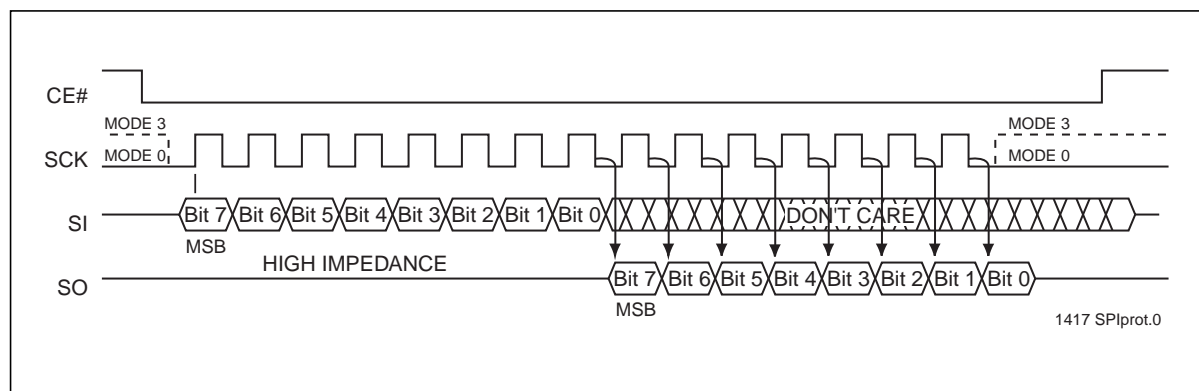 CE#
MODE 3
MODE 3
SCK
MODE 0
MODE 0
SI
Bit 7 Bit 6 Bit 5 Bit 4 Bit 3 Bit 2 Bit 1 Bit 0
DON'T CARE
MSB
HIGH IMPEDANCE
SO
Bit 7 Bit 6 Bit 5 Bit 4 Bit 3 Bit 2 Bit 1 Bit 0
MSB
1417 SPIprot.0